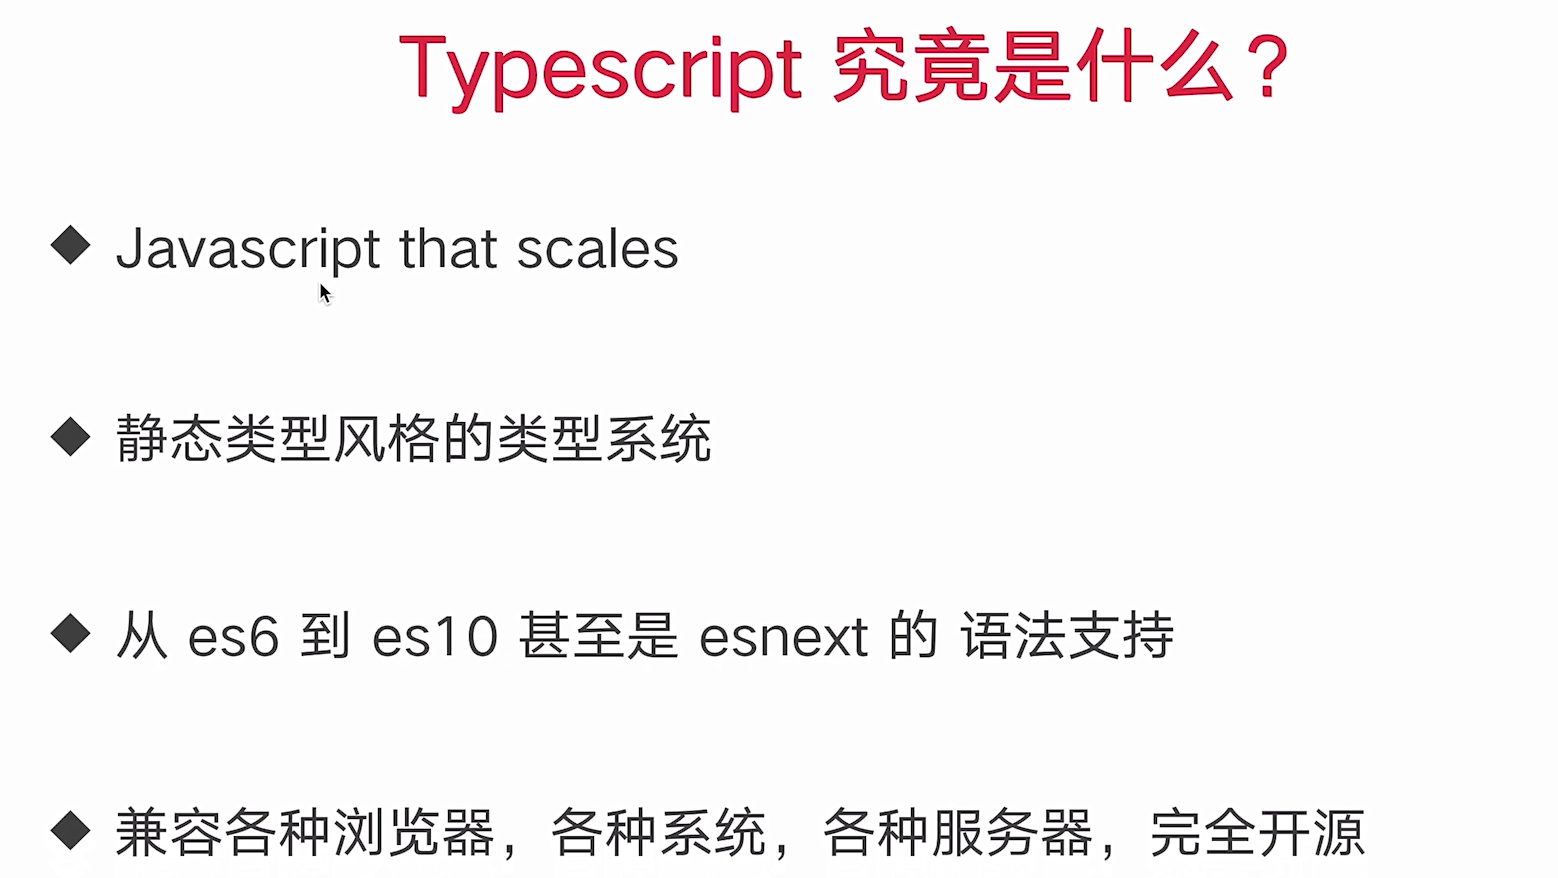 Typescript 究竟是什么？
◆ Javascript that scales
◆ 静态类型风格的类型系统
◆ 从 es6 到 es10 甚至是 esnext 的 语法支持
◆ 兼容各种浏览器，各种系统，各种服务器，完全开源